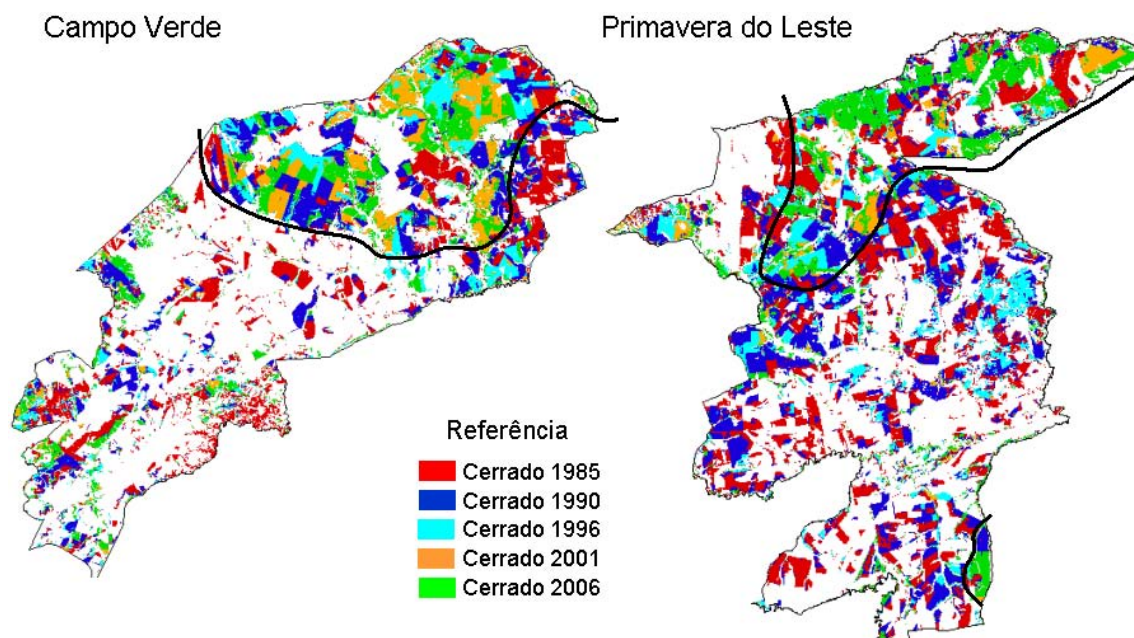 Campo Verde
Primavera do Leste
Referência
Cerrado 1985
Cerrado 1990
Cerrado 1996
Cerrado 2001
Cerrado 2006